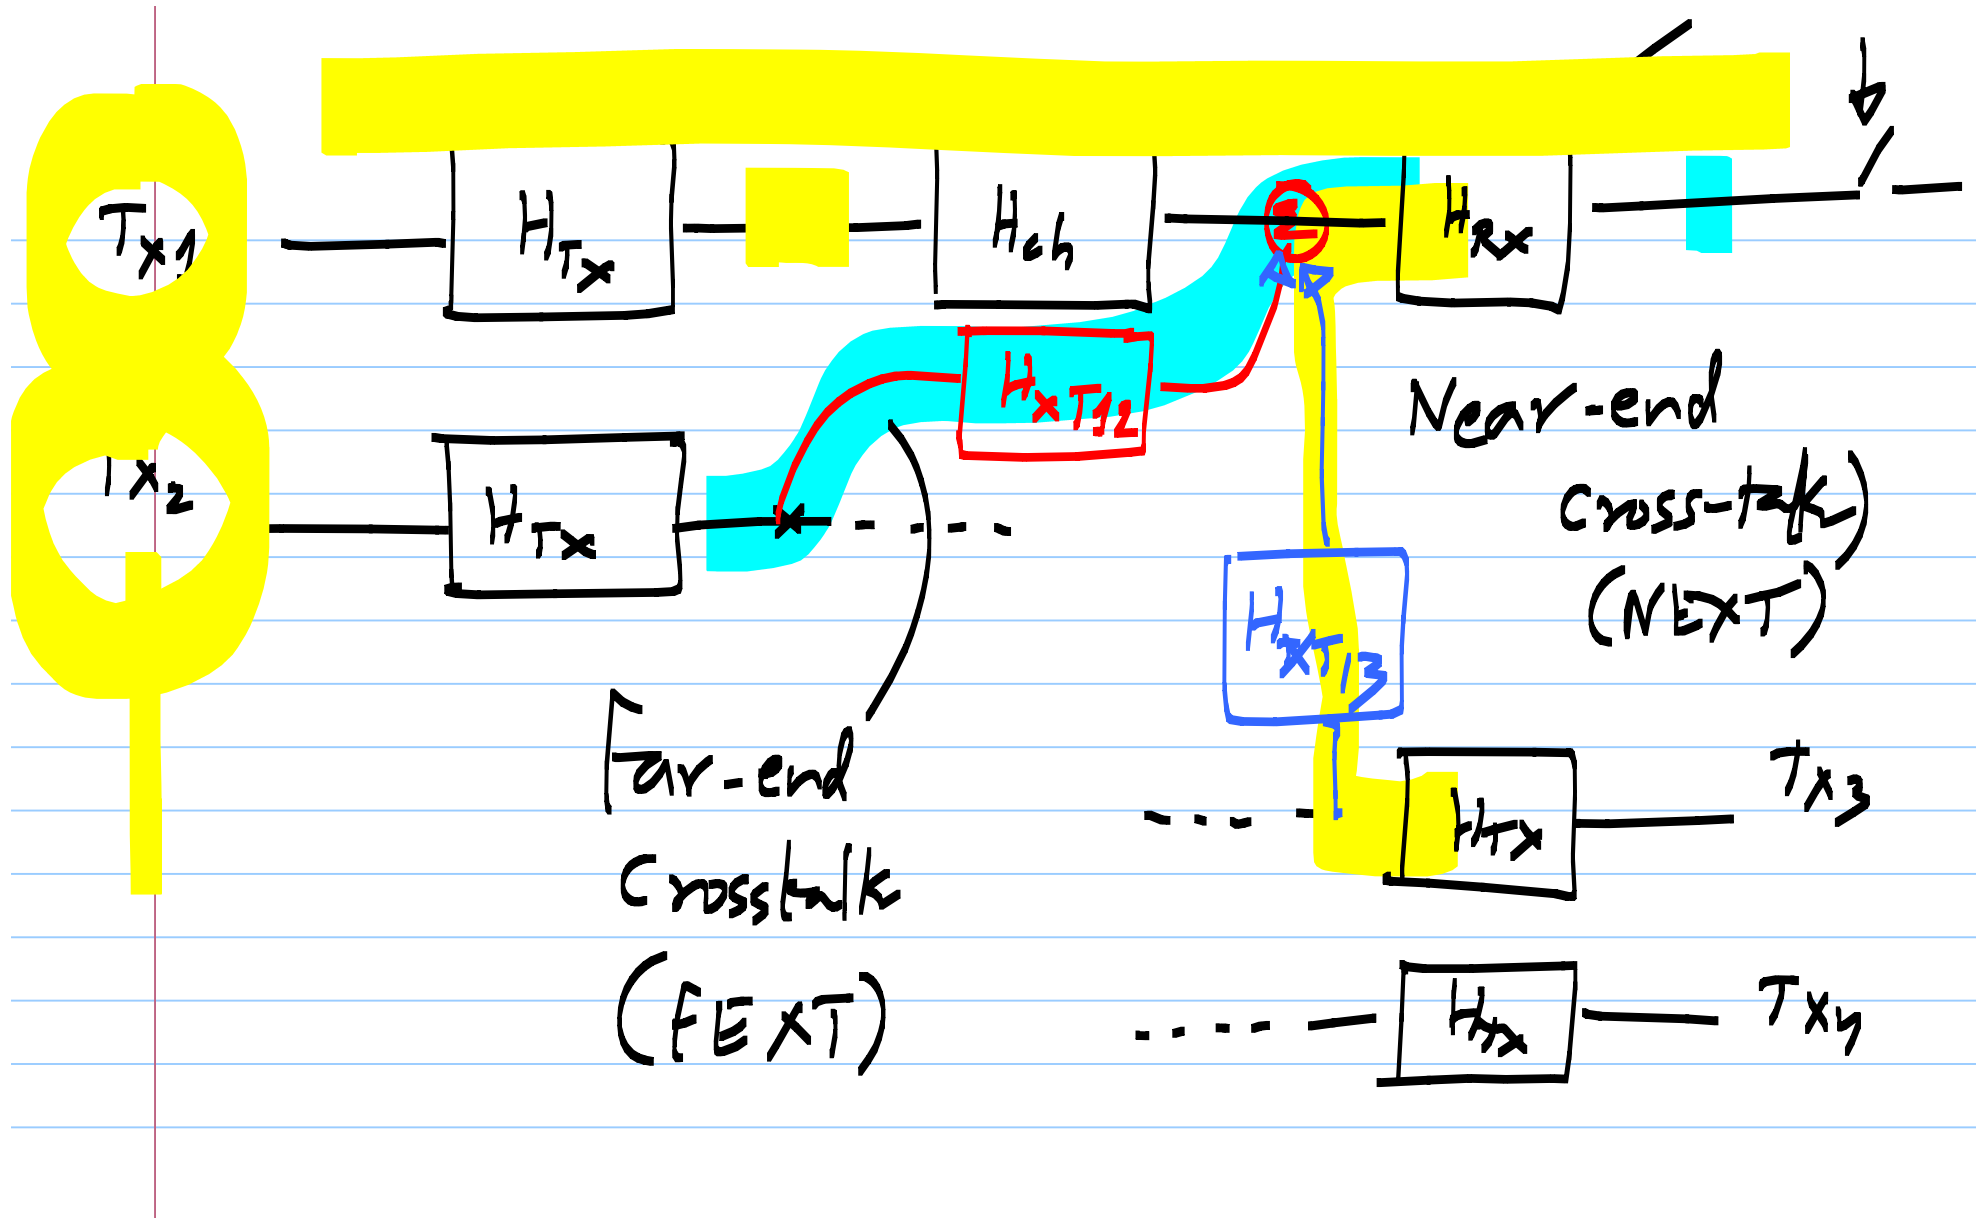 Tx1
HTx
Hch
Σ
HRx
HxT12
Near-end
Cross-talk)
(NEXT)
Tx2
HTx
HxT13
Far-end
Crosstalk
(FEXT)
HTx
Tx3
HTx
Tx4